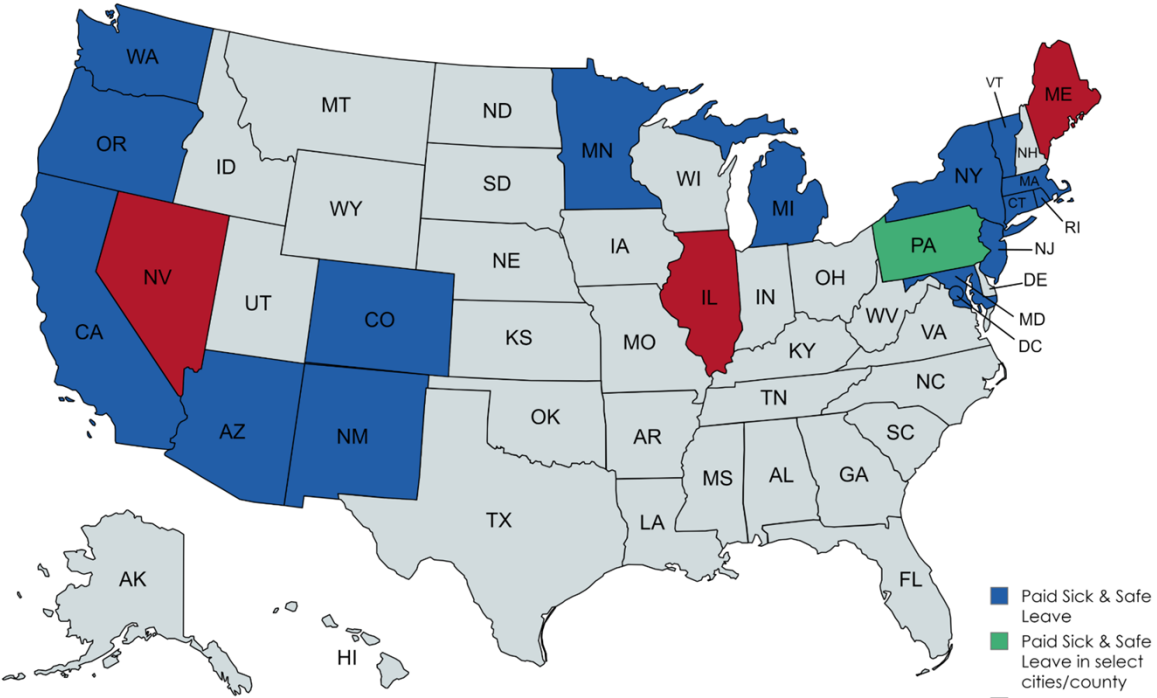 WA
MT
ND
MN
VT
ME
OR
ID
SD
WI
NH
WY
MI
NY
MA
CT
RI
NV
NE
IA
PA
NJ
UT
CO
IL
IN
OH
DE
CA
KS
MO
WV
VA
MD
DC
KY
NC
AZ
NM
OK
AR
TN
SC
TX
LA
MS
AL
GA
AK
HI
FL
Paid Sick & Safe
Leave
Paid Sick & Safe
Leave in select
cities/county